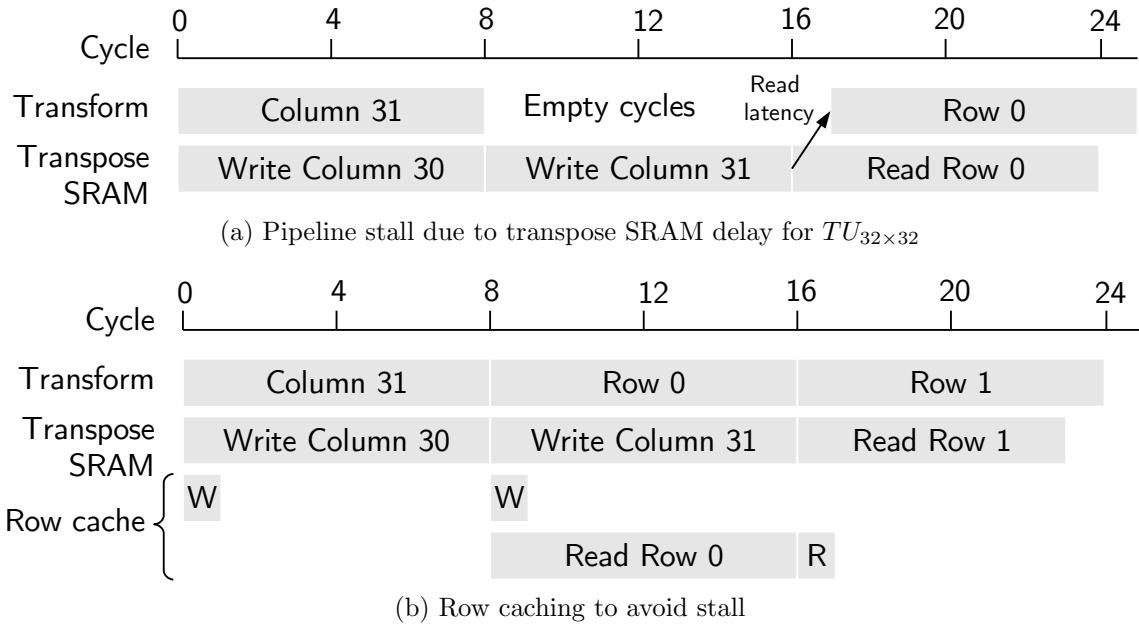 0 4 8 12 16 20 24
Cycle
Transform Column 31 Empty cycles Read latency Row 0
Transpose SRAM Write Column 30 Write Column 31 Read Row 0
(a) Pipeline stall due to transpose SRAM delay for TU32×32
0 4 8 12 16 20 24
Cycle
Transform Column 31 Row 0 Row 1
Transpose SRAM Write Column 30 Write Column 31 Read Row 1
W W
Row cache
Read Row 0 R
(b) Row caching to avoid stall